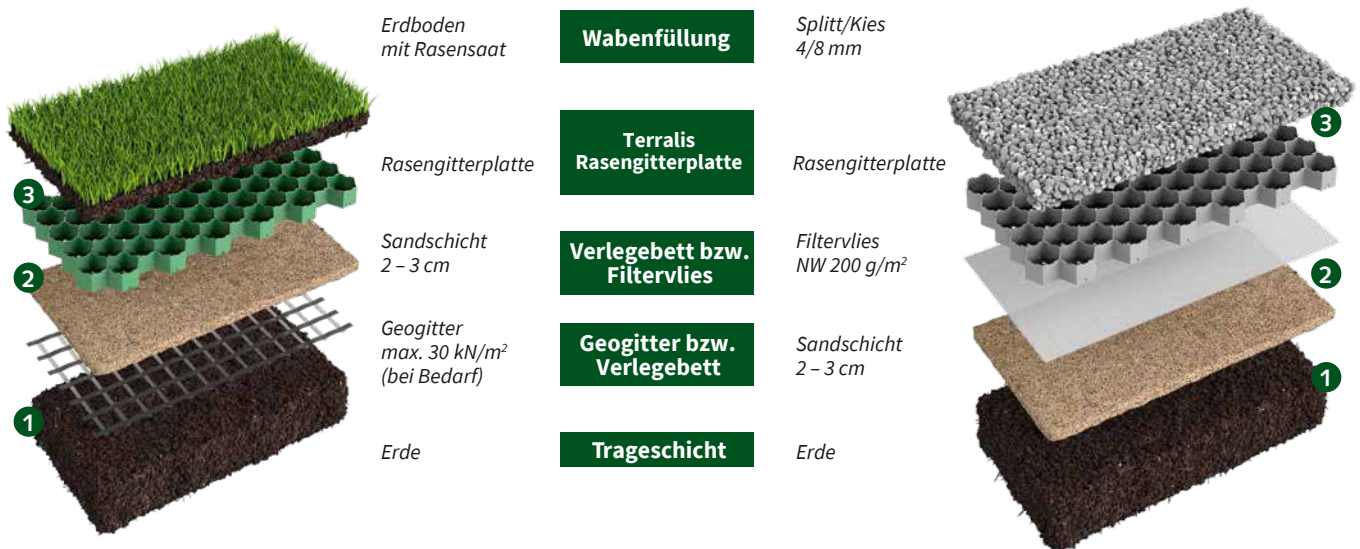 Erdboden
mit Rasensaat
Wabenfüllung
Splitt/Kies
4/8 mm
3
Rasengitterplatte
Terralis
Rasengitterplatte
Rasengitterplatte
3
Sandschicht
2 – 3 cm
Verlegebett bzw.
Filtervlies
Filtervlies
NW 200 g/m²
2
2
Geogitter
max. 30 kN/m²
(bei Bedarf)
Geogitter bzw.
Verlegebett
Sandschicht
2 – 3 cm
1
1
Erde
Trageschicht
Erde